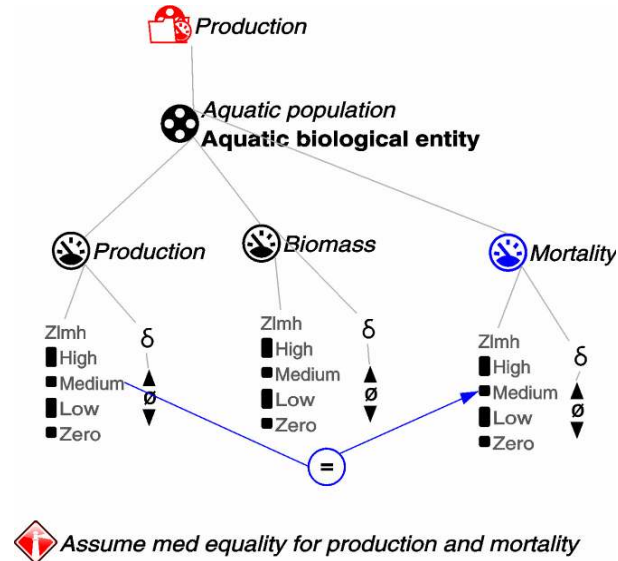 Production
Aquatic population
Aquatic biological entity
Production
Biomass
Mortality
Zlmh
High
Medium
Low
Zero
δ
ø
Zlmh
High
Medium
Low
Zero
δ
ø
Zlmh
High
Medium
Low
Zero
δ
ø
=
Assume med equality for production and mortality